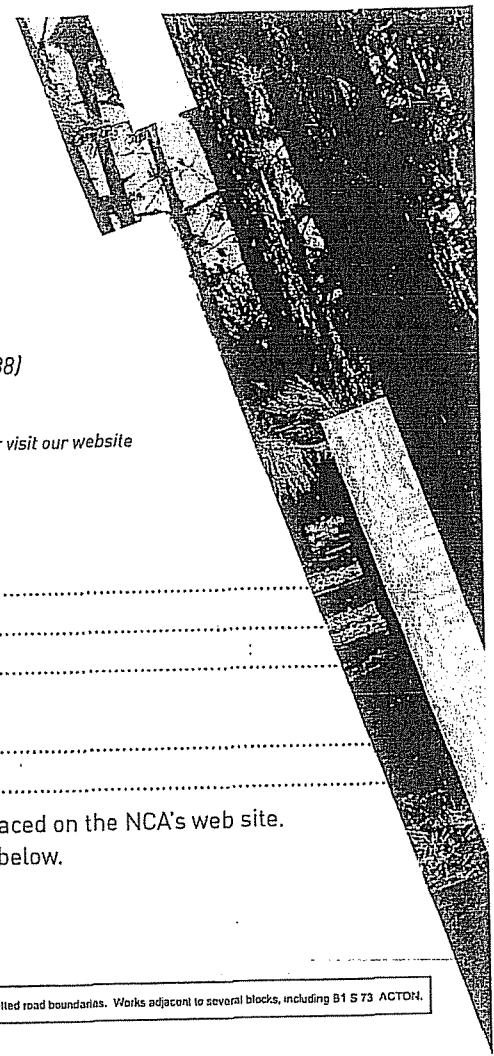 38)
visit our website
aced on the NCA's web site.
below.
lled road boundaries. Works adjacent to several blocks, including B1 S 73 ACTON.